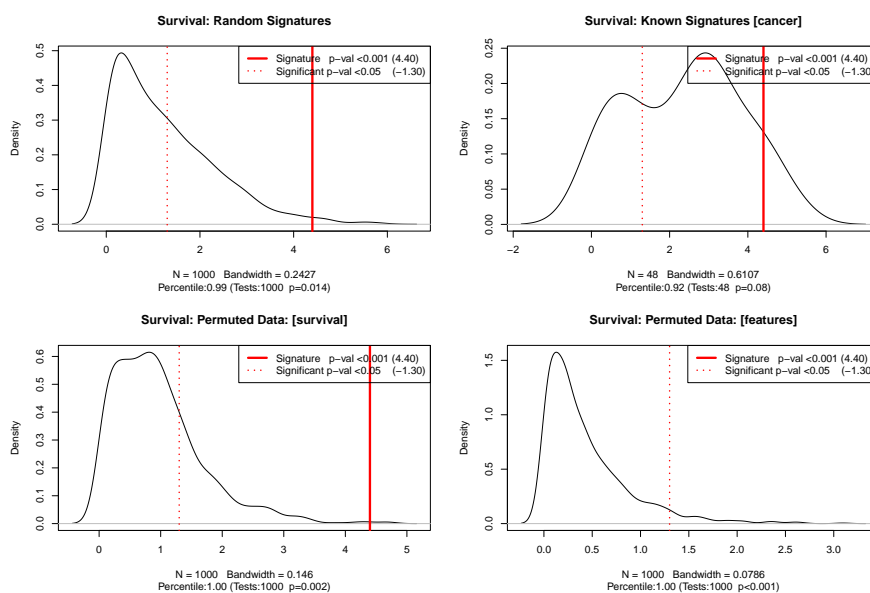 Survival: Random Signatures
Density
0.0 0.1 0.2 0.3 0.4 0.5
Signature p−val <0.001 (4.40)
Significant p−val <0.05 (−1.30)
0 2 4 6
N = 1000 Bandwidth = 0.2427
Percentile:0.99 (Tests:1000 p=0.014)
Survival: Known Signatures [cancer]
Density
0.00 0.05 0.10 0.15 0.20 0.25
Signature p−val <0.001 (4.40)
Significant p−val <0.05 (−1.30)
−2 0 2 4 6
N = 48 Bandwidth = 0.6107
Percentile:0.92 (Tests:48 p=0.08)
Survival: Permuted Data: [survival]
Density
0.0 0.1 0.2 0.3 0.4 0.5 0.6
Signature p−val <0.001 (4.40)
Significant p−val <0.05 (−1.30)
0 1 2 3 4 5
N = 1000 Bandwidth = 0.146
Percentile:1.00 (Tests:1000 p=0.002)
Survival: Permuted Data: [features]
Density
0.0 0.5 1.0 1.5
Signature p−val <0.001 (4.40)
Significant p−val <0.05 (−1.30)
0.0 0.5 1.0 1.5 2.0 2.5 3.0
N = 1000 Bandwidth = 0.0786
Percentile:1.00 (Tests:1000 p<0.001)